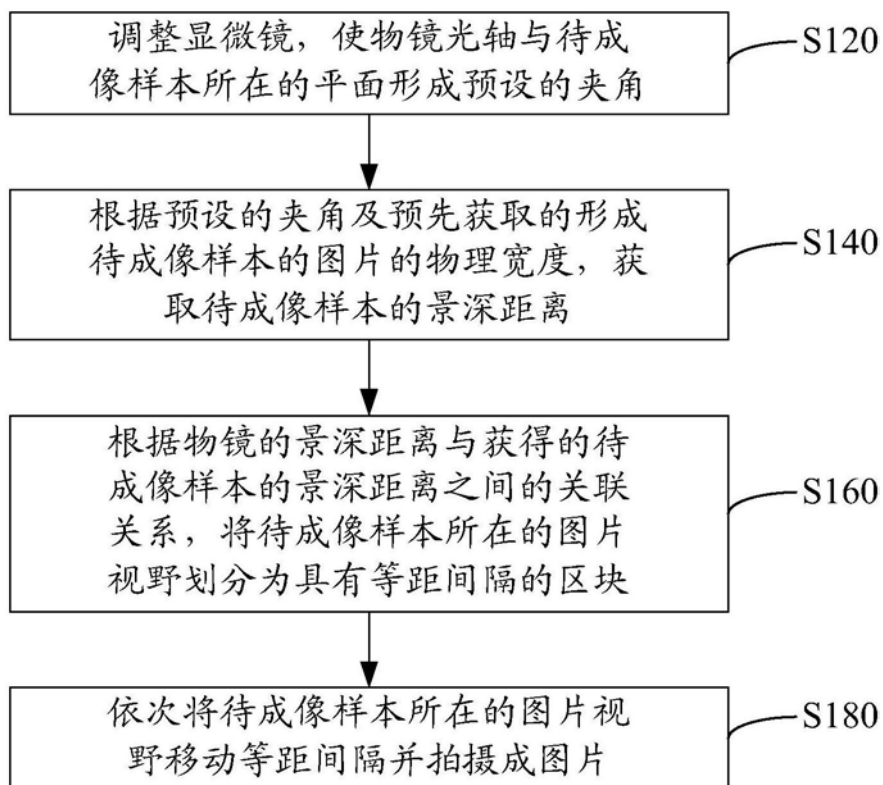 调整显微镜，使物镜光轴与待成
像样本所在的平面形成预设的夹角
S120
根据预设的夹角及预先获取的形成
待成像样本的图片的物理宽度，获
取待成像样本的景深距离
S140
根据物镜的景深距离与获得的待
成像样本的景深距离之间的关联
关系，将待成像样本所在的图片
视野划分为具有等距间隔的区块
S160
依次将待成像样本所在的图片视
野移动等距间隔并拍摄成图片
S180